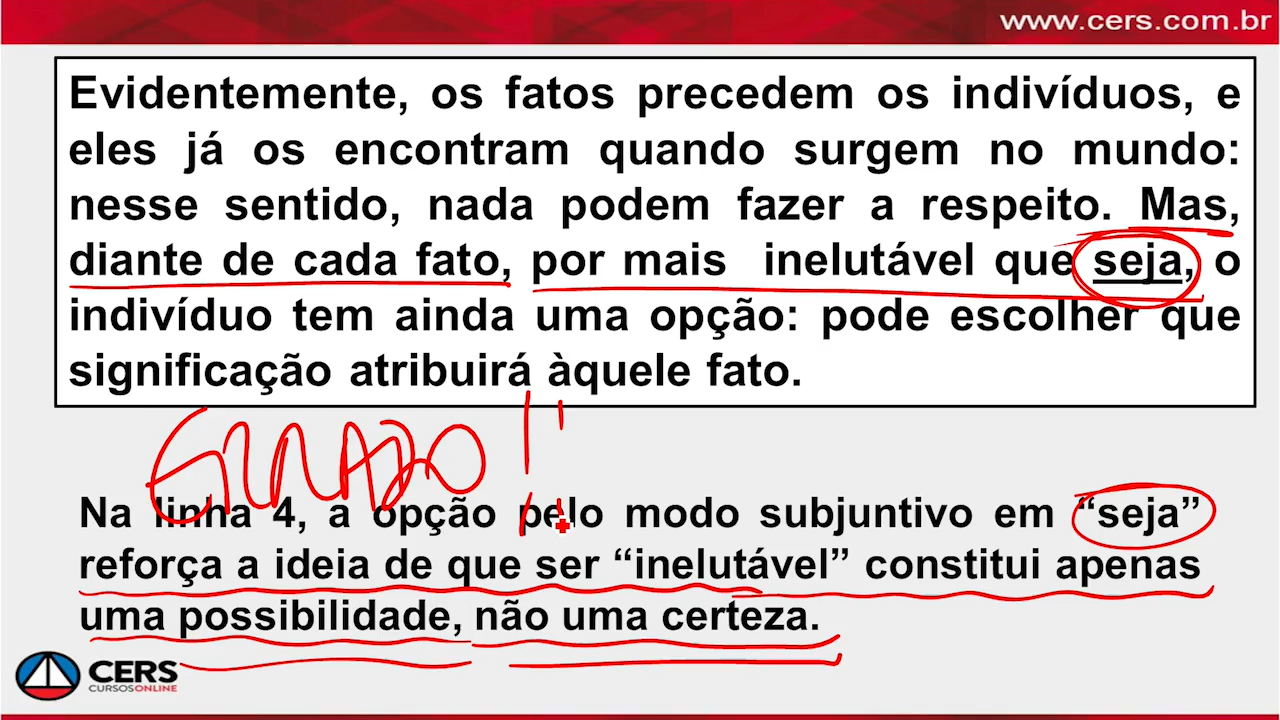 www.cers.com.br
Evidentemente, os fatos precedem os indivíduos, e
eles já os encontram quando surgem no mundo:
nesse sentido, nada podem fazer a respeito. Mas,
diante de cada fato, por mais inelutável que seja, o
indivíduo tem ainda uma opção: pode escolher que
significação atribuirá àquele fato.
ERRADO!!
Na linha 4, a opção pelo modo subjuntivo em “seja”
reforça a ideia de que ser “inelutável” constitui apenas
uma possibilidade, não uma certeza.
CERS
CURSOSONLINE